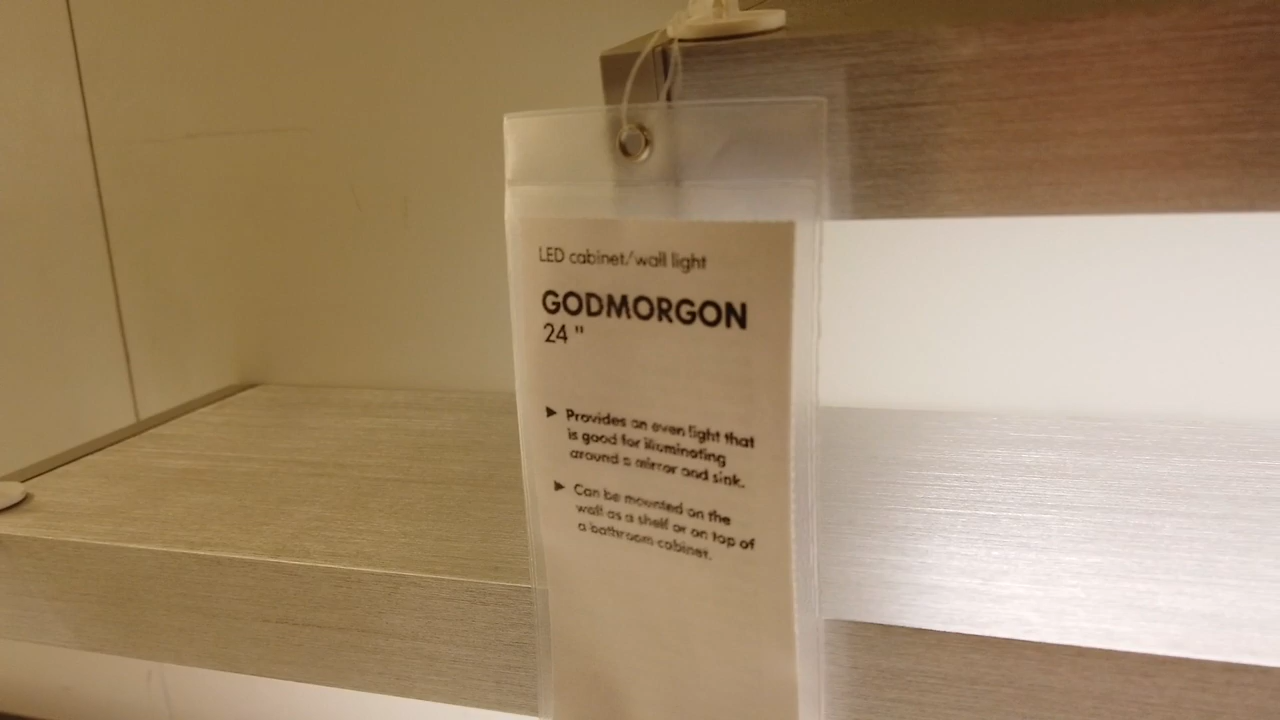 LED cabinet/wall light
GODMORGON
24 "
▶ Provides an even light that
is good for illuminating
around a mirror and sink.
▶ Can be mounted on the
wall as a shelf or on top of
a bathroom cabinet.